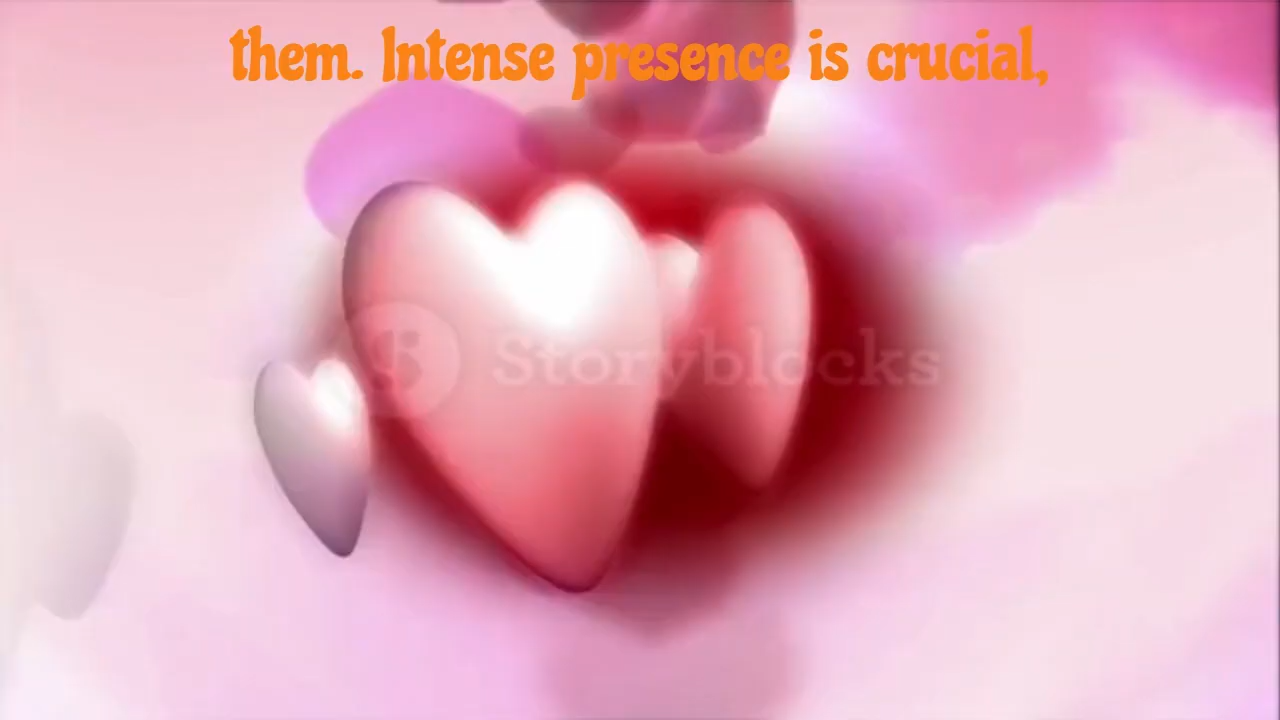 them. Intense presence is crucial,
Storyblocks